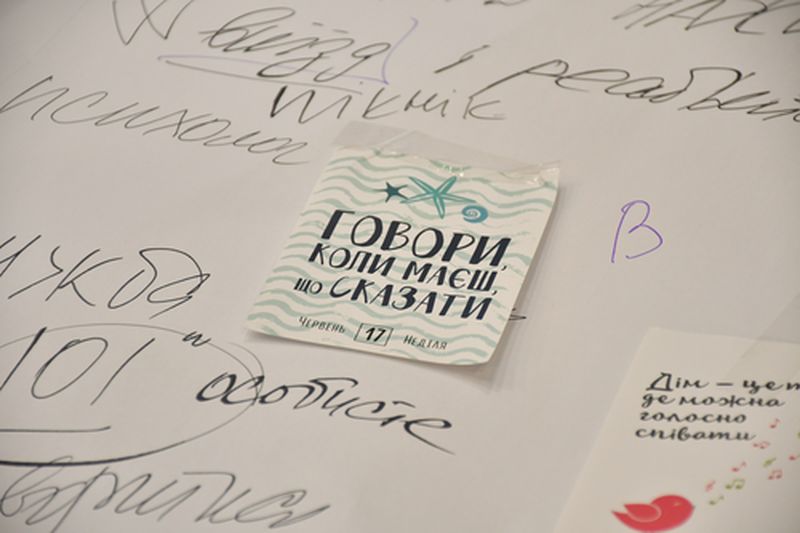 виїзд і
пікнік
психолог
ГОВОРИ,
КОЛИ МАЄШ,
ЩО СКАЗАТИ
ЧЕРВЕНЬ 17 НЕДІЛЯ
В
101
особисте
Дім – це
де можна
голосно
співати